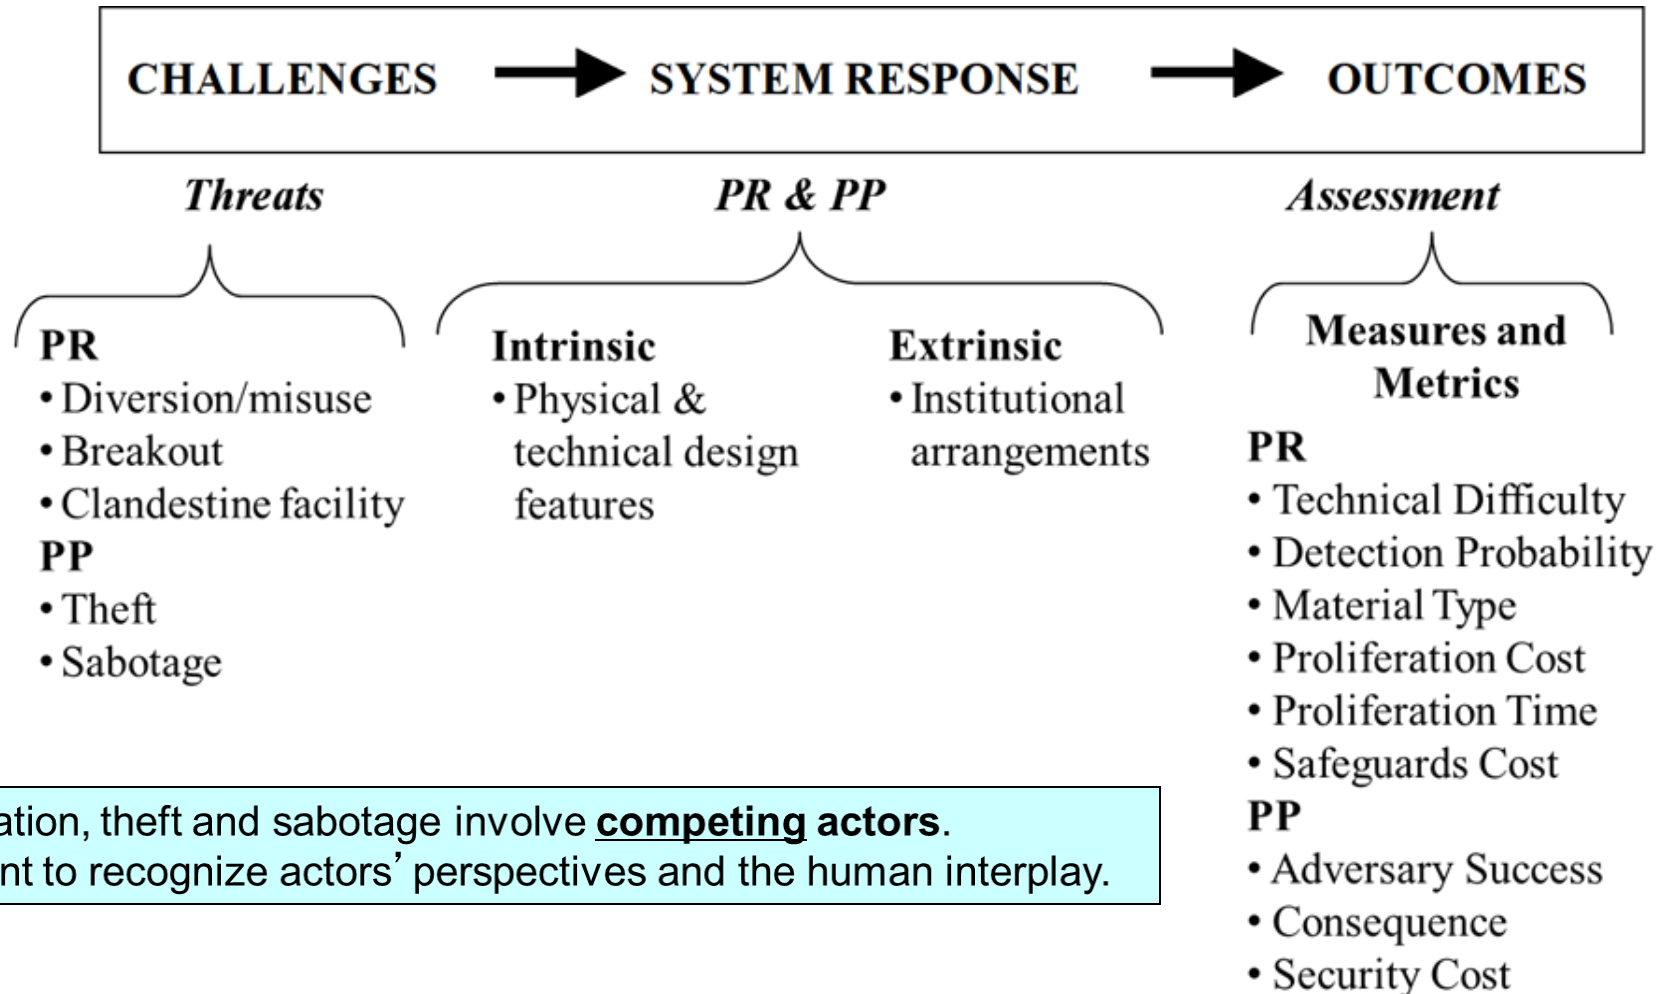 CHALLENGES → SYSTEM RESPONSE → OUTCOMES
Threats
PR
• Diversion/misuse
• Breakout
• Clandestine facility
PP
• Theft
• Sabotage
PR & PP
Intrinsic
• Physical &
technical design
features
Extrinsic
• Institutional
arrangements
Assessment
Measures and
Metrics
PR
• Technical Difficulty
• Detection Probability
• Material Type
• Proliferation Cost
• Proliferation Time
• Safeguards Cost
PP
• Adversary Success
• Consequence
• Security Cost
ation, theft and sabotage involve competing actors.
nt to recognize actors’ perspectives and the human interplay.